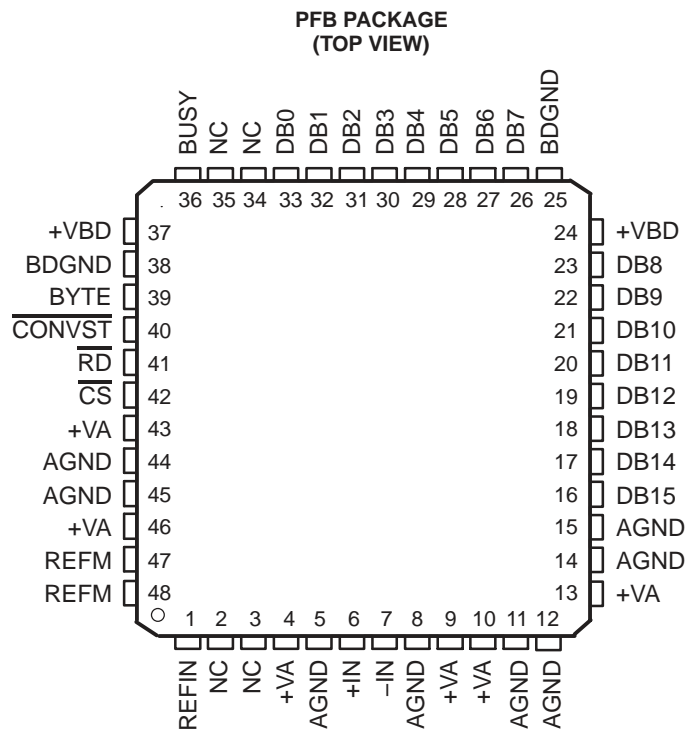 PFB PACKAGE
(TOP VIEW)
BUSY
NC
NC
DB0
DB1
DB2
DB3
DB4
DB5
DB6
DB7
BDGND
36 35 34 33 32 31 30 29 28 27 26 25
+VBD 37 24 +VBD
BDGND 38 23 DB8
BYTE 39 22 DB9
CONVST 40 21 DB10
RD 41 20 DB11
CS 42 19 DB12
+VA 43 18 DB13
AGND 44 17 DB14
AGND 45 16 DB15
+VA 46 15 AGND
REFM 47 14 AGND
REFM 48 13 +VA
1 2 3 4 5 6 7 8 9 10 11 12
REFIN
NC
NC
+VA
AGND
+IN
–IN
AGND
+VA
+VA
AGND
AGND